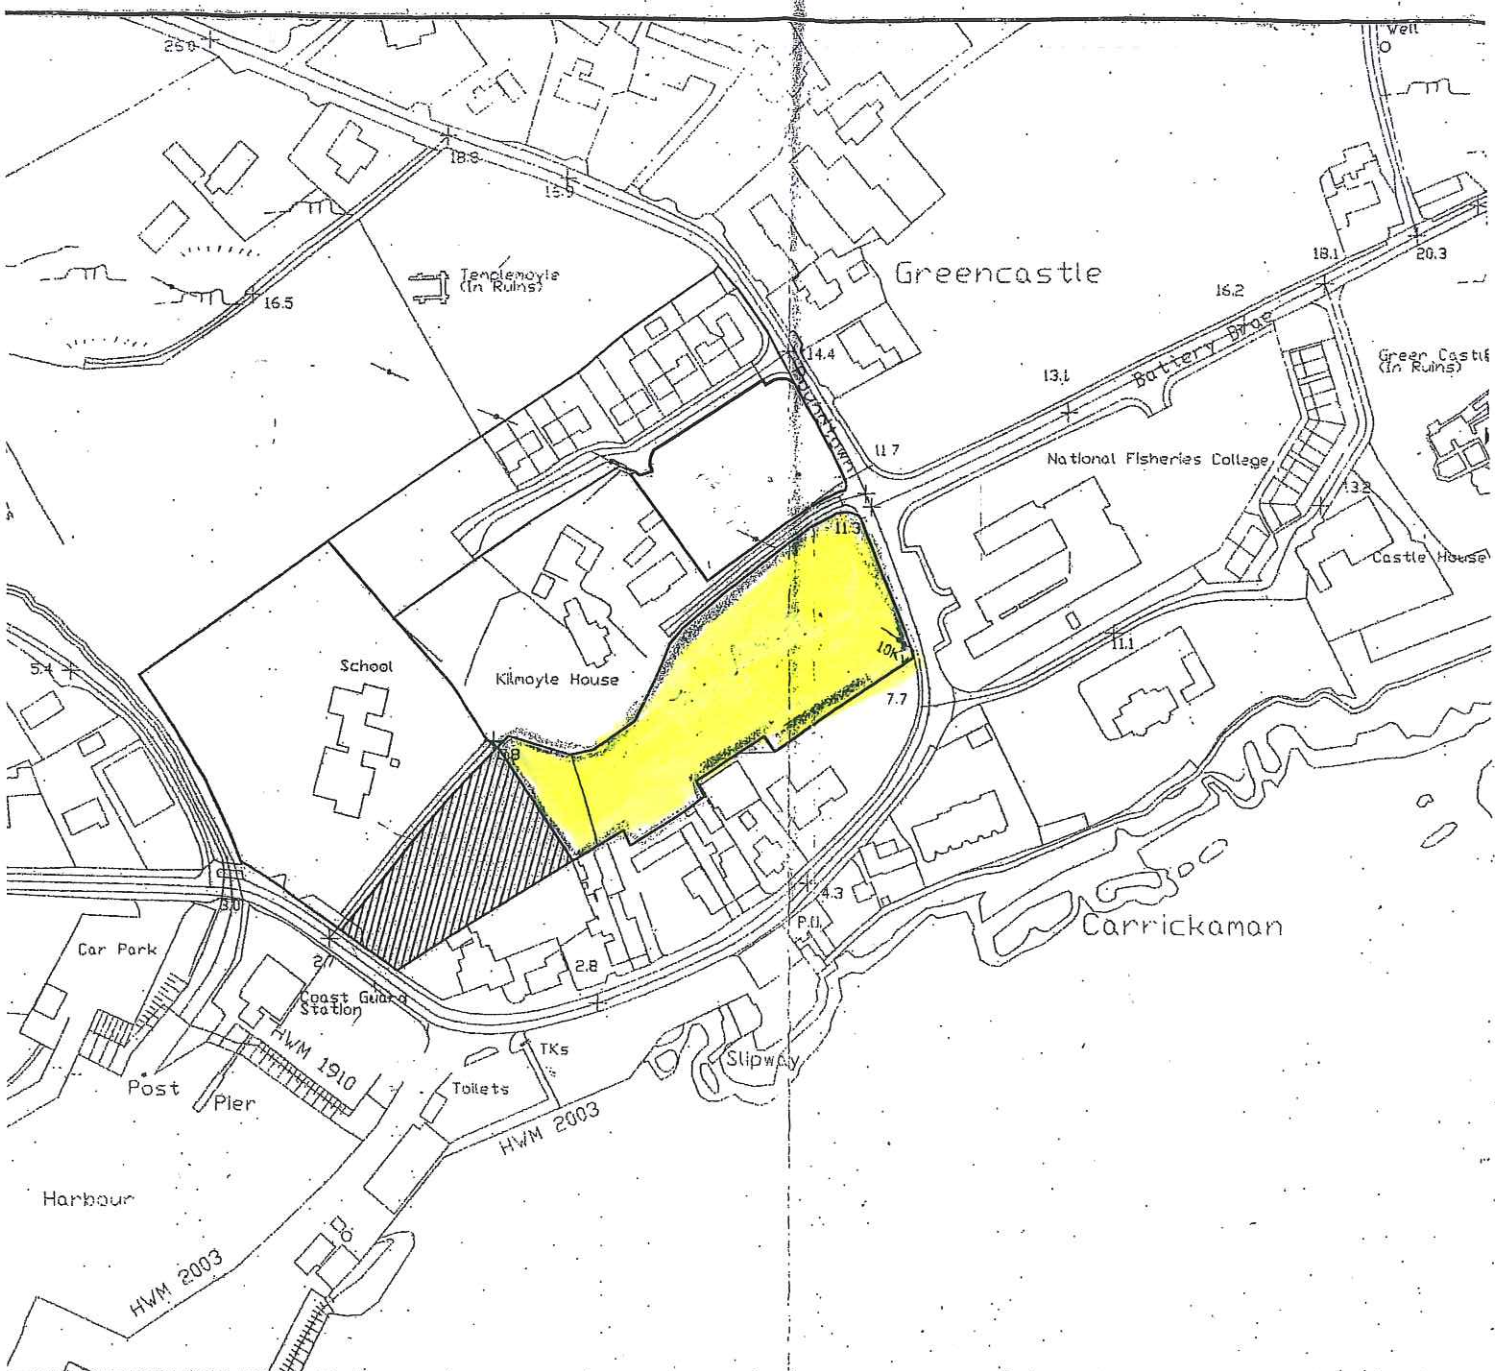 Well
25.0
18.8
15.9
Templemoyle
(In Ruins)
16.5
Greencastle
18.1
20.3
16.2
Battery Brae
13.1
14.4
Green Castle
(In Ruins)
11.7
National Fisheries College
13.2
11.3
Castle House
School
Kilmoyle House
5.4
10Kv
11.1
7.7
3.0
4.3
P.O.
Carrickaman
Car Park
2.7
2.8
Coast Guard
Station
HWM 1910
TKs
Slipway
Post
Pier
Toilets
HWM 2003
Harbour
HWM 2003